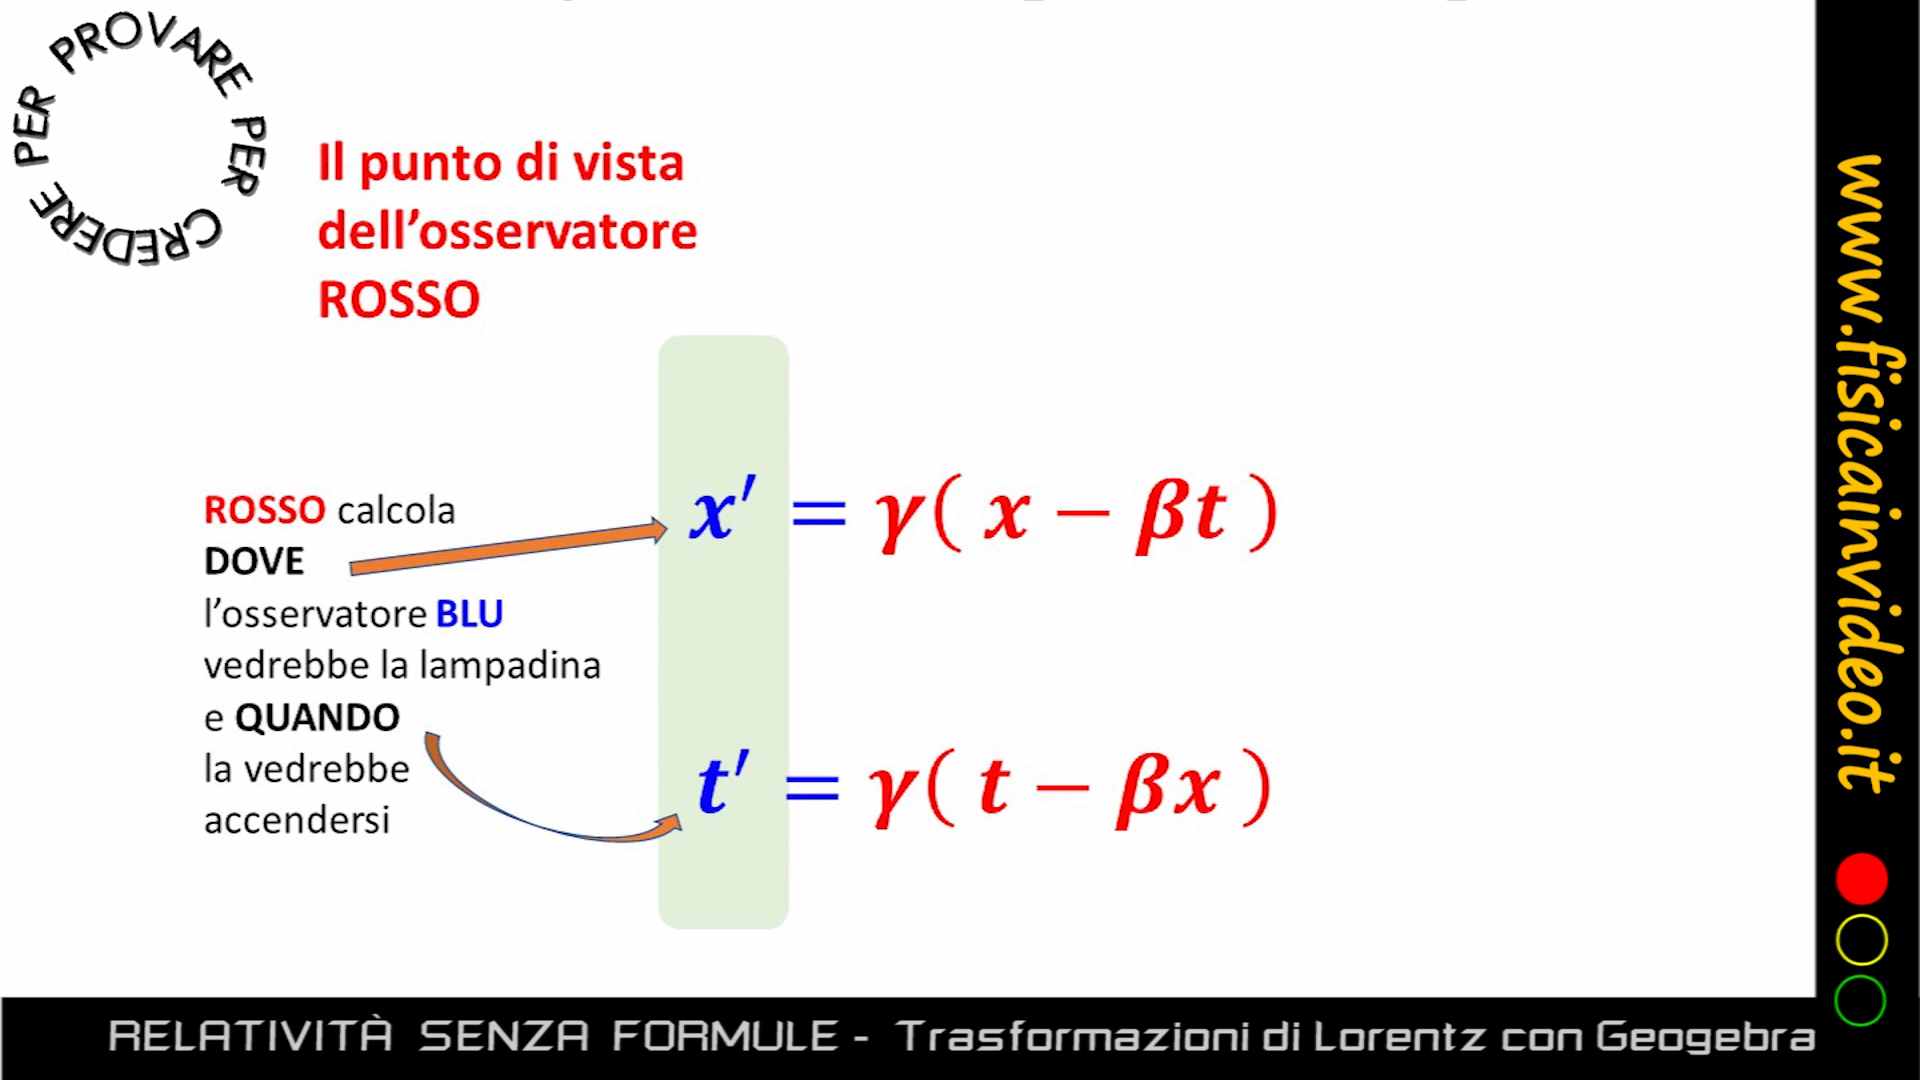 PROVARE PER CREDERE PER
Il punto di vista
dell’osservatore
ROSSO
ROSSO calcola
DOVE
l’osservatore BLU
vedrebbe la lampadina
e QUANDO
la vedrebbe
accendersi
x′ = γ( x − βt )
t′ = γ( t − βx )
www.fisicainvideo.it
RELATIVITÀ SENZA FORMULE - Trasformazioni di Lorentz con Geogebra